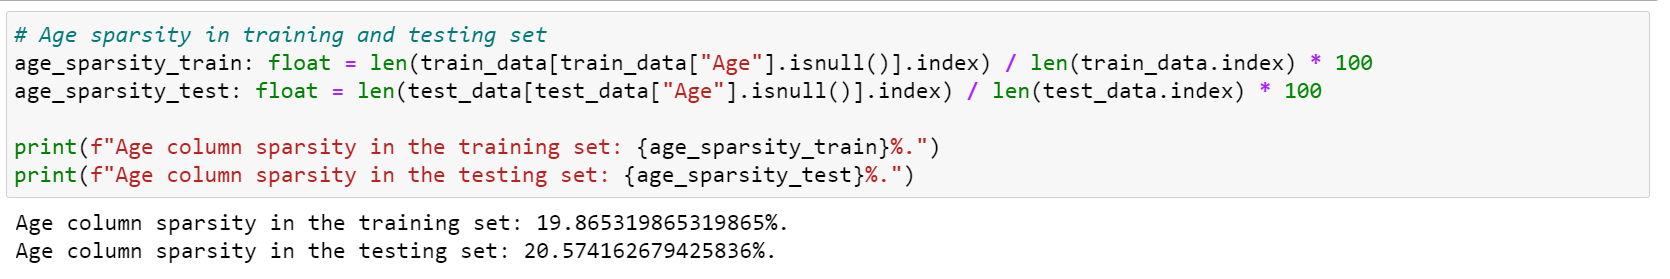 # Age sparsity in training and testing set
age_sparsity_train: float = len(train_data[train_data["Age"].isnull()].index) / len(train_data.index) * 100
age_sparsity_test: float = len(test_data[test_data["Age"].isnull()].index) / len(test_data.index) * 100
print(f"Age column sparsity in the training set: {age_sparsity_train}%.")
print(f"Age column sparsity in the testing set: {age_sparsity_test}%.")
Age column sparsity in the training set: 19.865319865319865%.
Age column sparsity in the testing set: 20.574162679425836%.